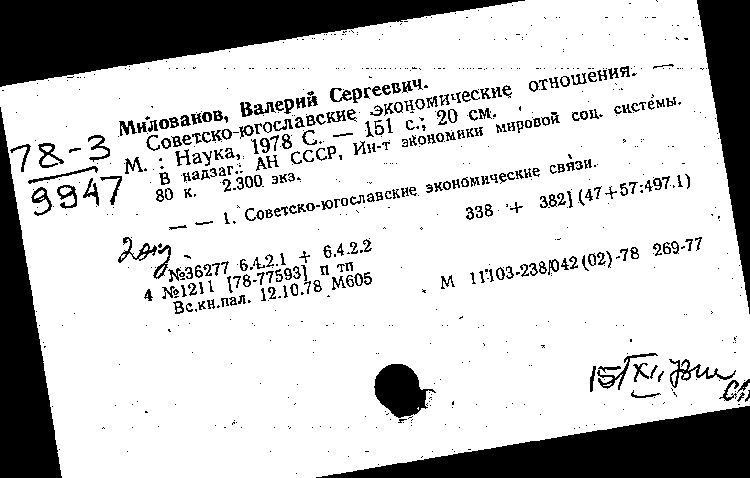 Милованов, Валерий Сергеевич.
Советско-югославские экономические отношения. —
М. : Наука, 1978 С. — 151 с.; 20 см.
В надзаг.: АН СССР, Ин-т экономики мировой соц. системы.
80 к. 2.300 экз.
78-3
9947
— — 1. Советско-югославские экономические связи.
338 + 382] (47+57:497.1)
№36277 6.4.2.1 + 6.4.2.2
4 №1211 [78-77593] п тп
Вс.кн.пал. 12.10.78 М605
М 11103-238/042(02)-78 269-77
15/XI